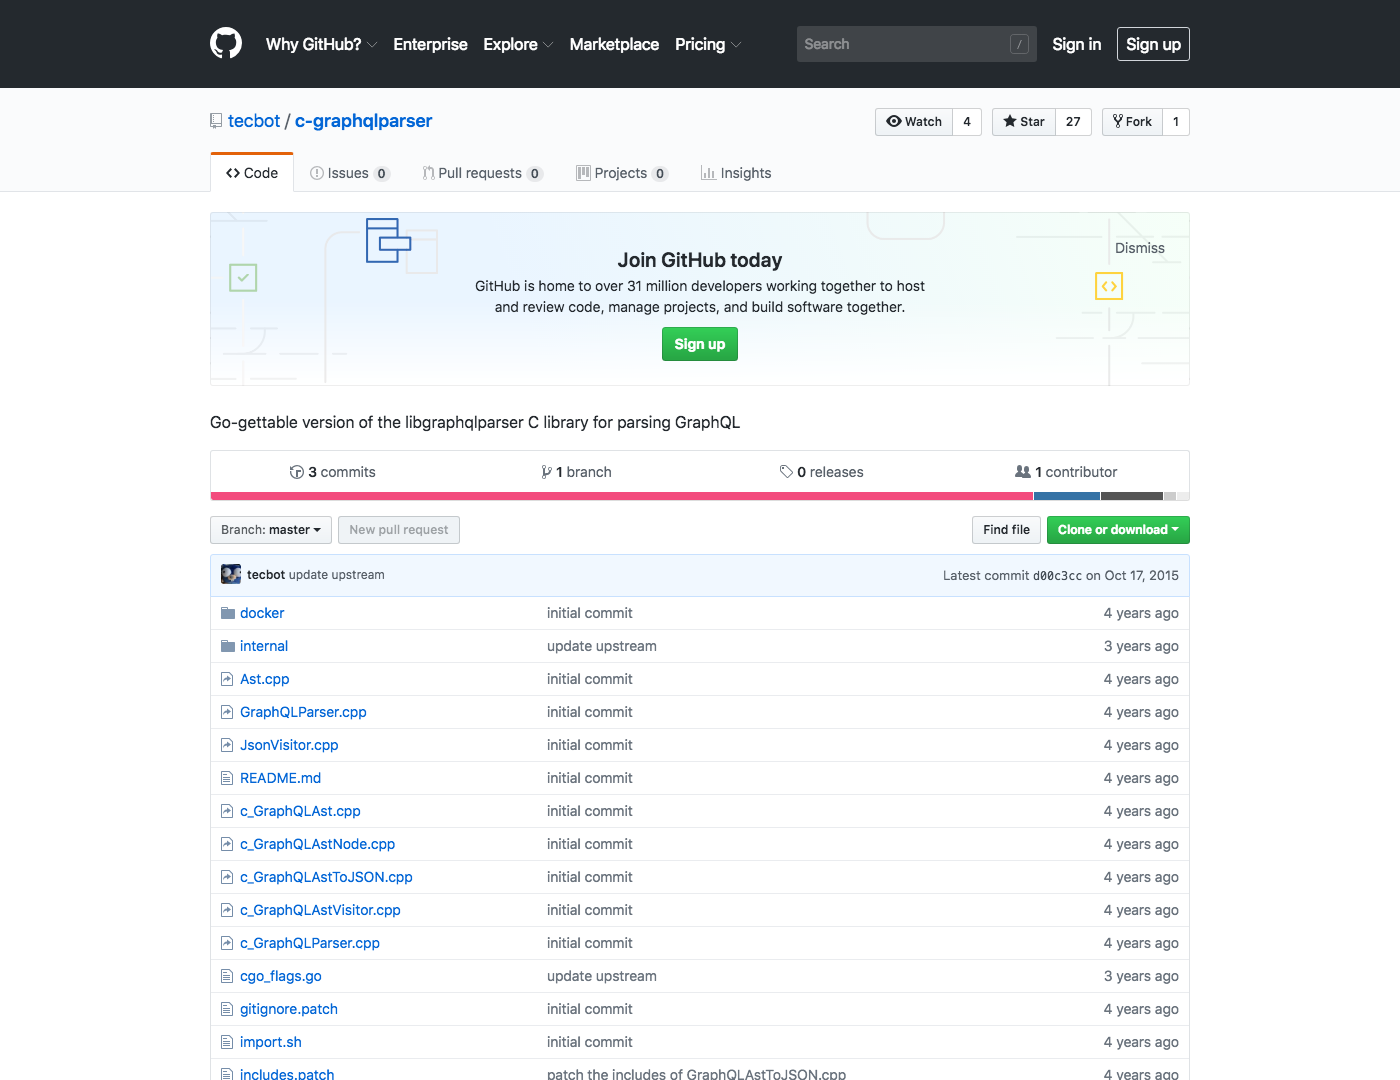 Why GitHub? Enterprise Explore Marketplace Pricing Search / Sign in Sign up
tecbot / c-graphqlparser Watch 4 Star 27 Fork 1
Code Issues 0 Pull requests 0 Projects 0 Insights
Dismiss
Join GitHub today
GitHub is home to over 31 million developers working together to host
and review code, manage projects, and build software together.
Sign up
Go-gettable version of the libgraphqlparser C library for parsing GraphQL
3 commits 1 branch 0 releases 1 contributor
Branch: master New pull request Find file Clone or download
tecbot update upstream Latest commit d00c3cc on Oct 17, 2015
docker initial commit 4 years ago
internal update upstream 3 years ago
Ast.cpp initial commit 4 years ago
GraphQLParser.cpp initial commit 4 years ago
JsonVisitor.cpp initial commit 4 years ago
README.md initial commit 4 years ago
c_GraphQLAst.cpp initial commit 4 years ago
c_GraphQLAstNode.cpp initial commit 4 years ago
c_GraphQLAstToJSON.cpp initial commit 4 years ago
c_GraphQLAstVisitor.cpp initial commit 4 years ago
c_GraphQLParser.cpp initial commit 4 years ago
cgo_flags.go update upstream 3 years ago
gitignore.patch initial commit 4 years ago
import.sh initial commit 4 years ago
includes.patch patch the includes of GraphQLAstToJSON.cpp 4 years ago